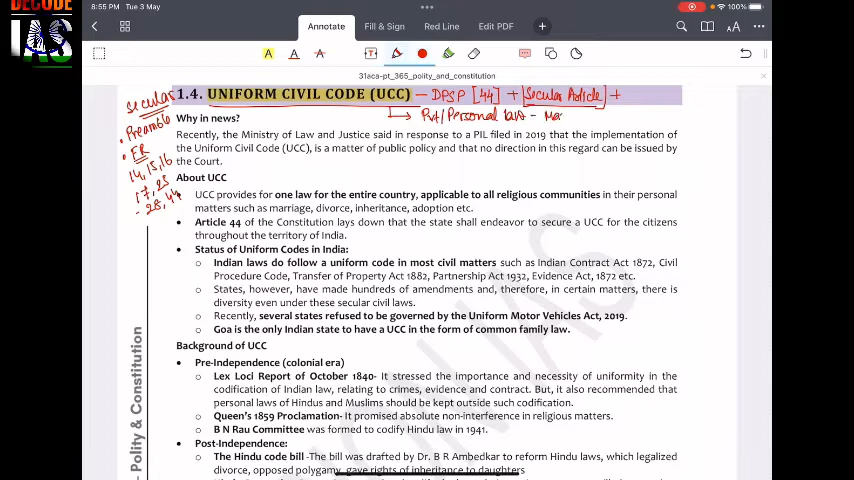 DECODE
IAS
8:55 PM Tue 3 May
100%
Annotate
Fill & Sign
Red Line
Edit PDF
31aca-pt_365_polity_and_constitution
1.4. UNIFORM CIVIL CODE (UCC) — DPSP [44] + Secular Article +
Pvt/Personal law - Ma
Secular
• Preamble
• FR
14, 15, 16
17, 25
- 28, 44
Why in news?
Recently, the Ministry of Law and Justice said in response to a PIL filed in 2019 that the implementation of
the Uniform Civil Code (UCC), is a matter of public policy and that no direction in this regard can be issued by
the Court.
About UCC
UCC provides for one law for the entire country, applicable to all religious communities in their personal
matters such as marriage, divorce, inheritance, adoption etc.
• Article 44 of the Constitution lays down that the state shall endeavor to secure a UCC for the citizens
throughout the territory of India.
• Status of Uniform Codes in India:
o Indian laws do follow a uniform code in most civil matters such as Indian Contract Act 1872, Civil
Procedure Code, Transfer of Property Act 1882, Partnership Act 1932, Evidence Act, 1872 etc.
o States, however, have made hundreds of amendments and, therefore, in certain matters, there is
diversity even under these secular civil laws.
o Recently, several states refused to be governed by the Uniform Motor Vehicles Act, 2019.
o Goa is the only Indian state to have a UCC in the form of common family law.
Background of UCC
• Pre-Independence (colonial era)
o Lex Loci Report of October 1840- It stressed the importance and necessity of uniformity in the
codification of Indian law, relating to crimes, evidence and contract. But, it also recommended that
personal laws of Hindus and Muslims should be kept outside such codification.
o Queen's 1859 Proclamation- It promised absolute non-interference in religious matters.
o B N Rau Committee was formed to codify Hindu law in 1941.
• Post-Independence:
o The Hindu code bill -The bill was drafted by Dr. B R Ambedkar to reform Hindu laws, which legalized
divorce, opposed polygamy, gave rights of inheritance to daughters
- Polity & Constitution